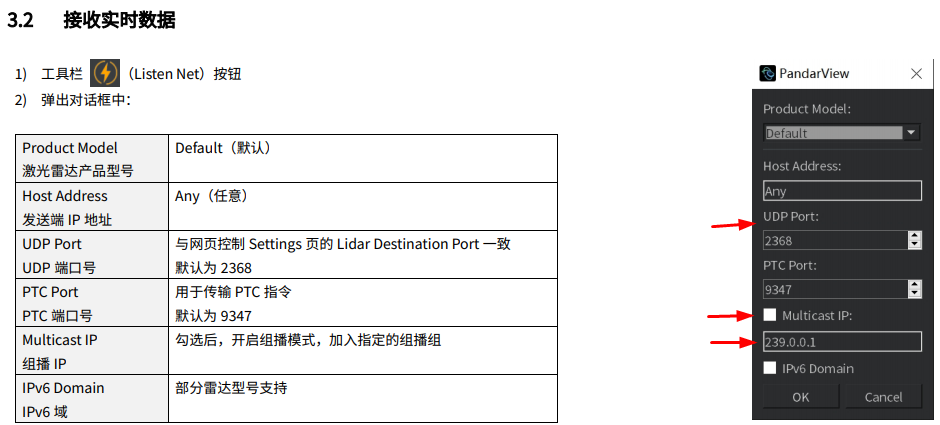 3.2 接收实时数据
1) 工具栏 （Listen Net）按钮
2) 弹出对话框中：
Product Model
激光雷达产品型号
Default（默认）
Host Address
发送端 IP 地址
Any（任意）
UDP Port
UDP 端口号
与网页控制 Settings 页的 Lidar Destination Port 一致
默认为 2368
PTC Port
PTC 端口号
用于传输 PTC 指令
默认为 9347
Multicast IP
组播 IP
勾选后，开启组播模式，加入指定的组播组
IPv6 Domain
IPv6 域
部分雷达型号支持
PandarView
Product Model:
Default
Host Address:
Any
UDP Port:
2368
PTC Port:
9347
Multicast IP:
239.0.0.1
IPv6 Domain
OK Cancel